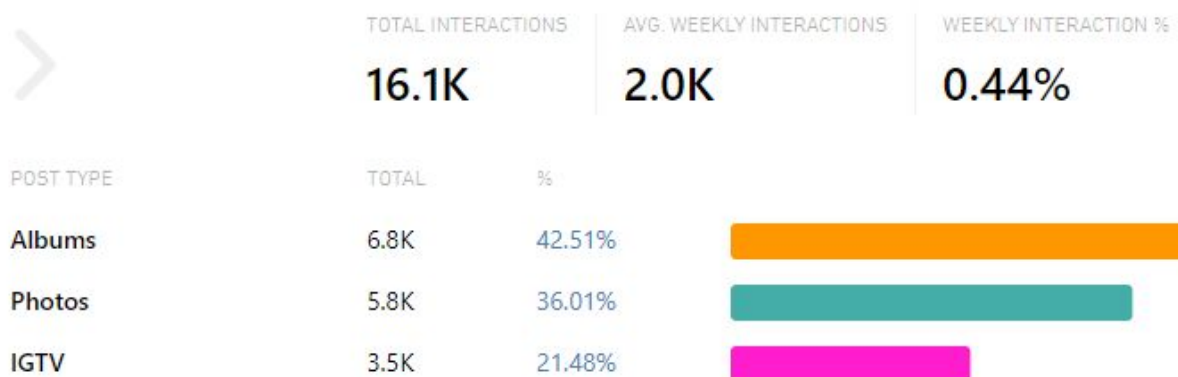 TOTAL INTERACTIONS AVG. WEEKLY INTERACTIONS WEEKLY INTERACTION %
16.1K 2.0K 0.44%
POST TYPE TOTAL %
Albums 6.8K 42.51%
Photos 5.8K 36.01%
IGTV 3.5K 21.48%